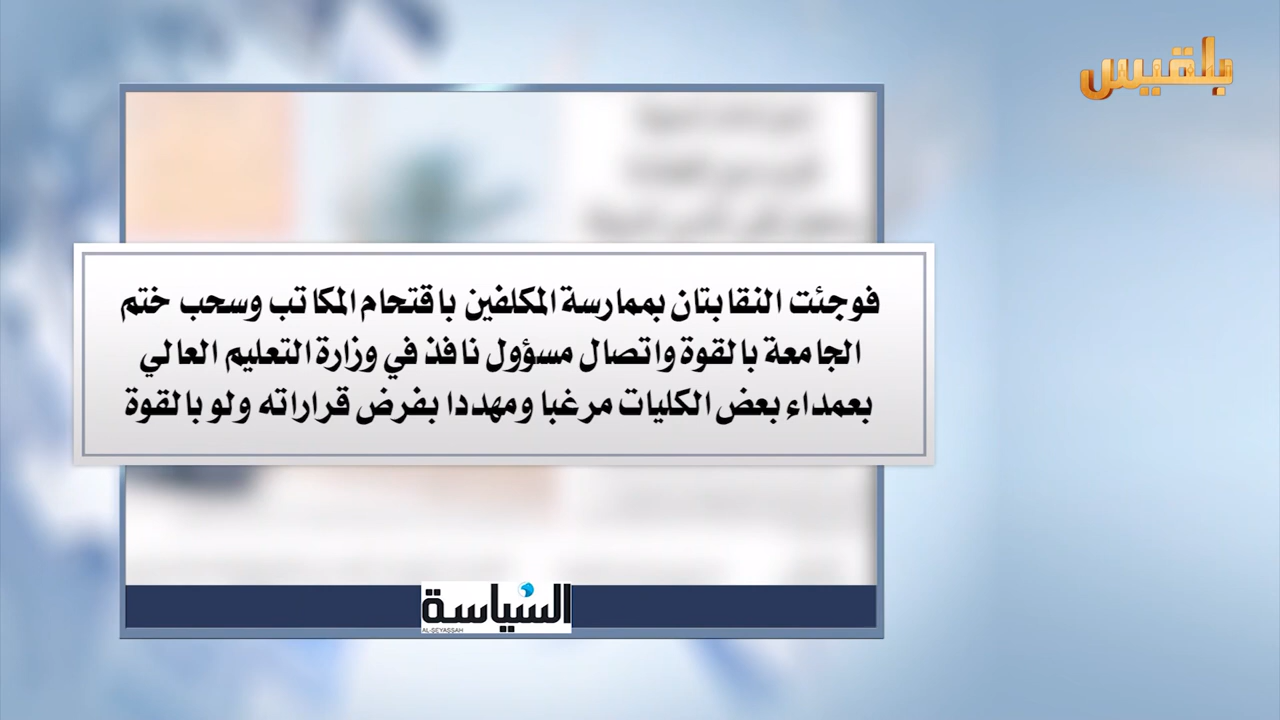 بلقيس
فوجئت النقابتان بممارسة المكلفين باقتحام المكاتب وسحب ختم
الجامعة بالقوة واتصال مسؤول نافذ في وزارة التعليم العالي
بعمداء بعض الكليات مرغبا ومهددا بفرض قراراته ولو بالقوة
السياسة
AL-SEYASSAH